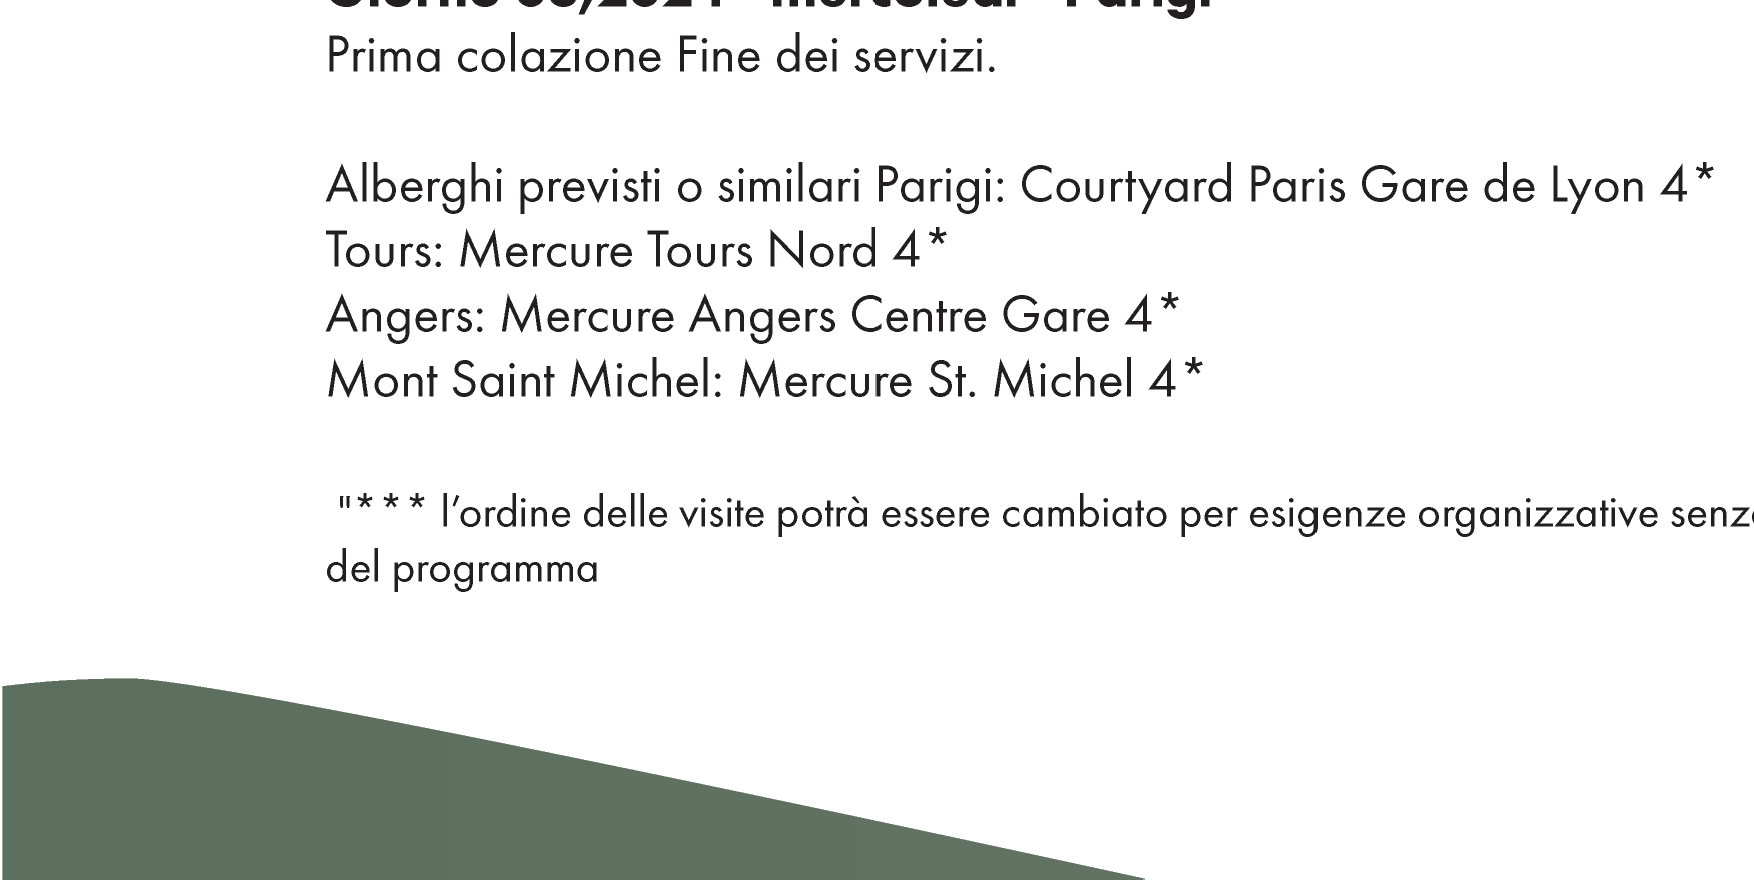 Prima colazione Fine dei servizi.
Alberghi previsti o similari Parigi: Courtyard Paris Gare de Lyon 4*
Tours: Mercure Tours Nord 4*
Angers: Mercure Angers Centre Gare 4*
Mont Saint Michel: Mercure St. Michel 4*
"*** l’ordine delle visite potrà essere cambiato per esigenze organizzative
del programma